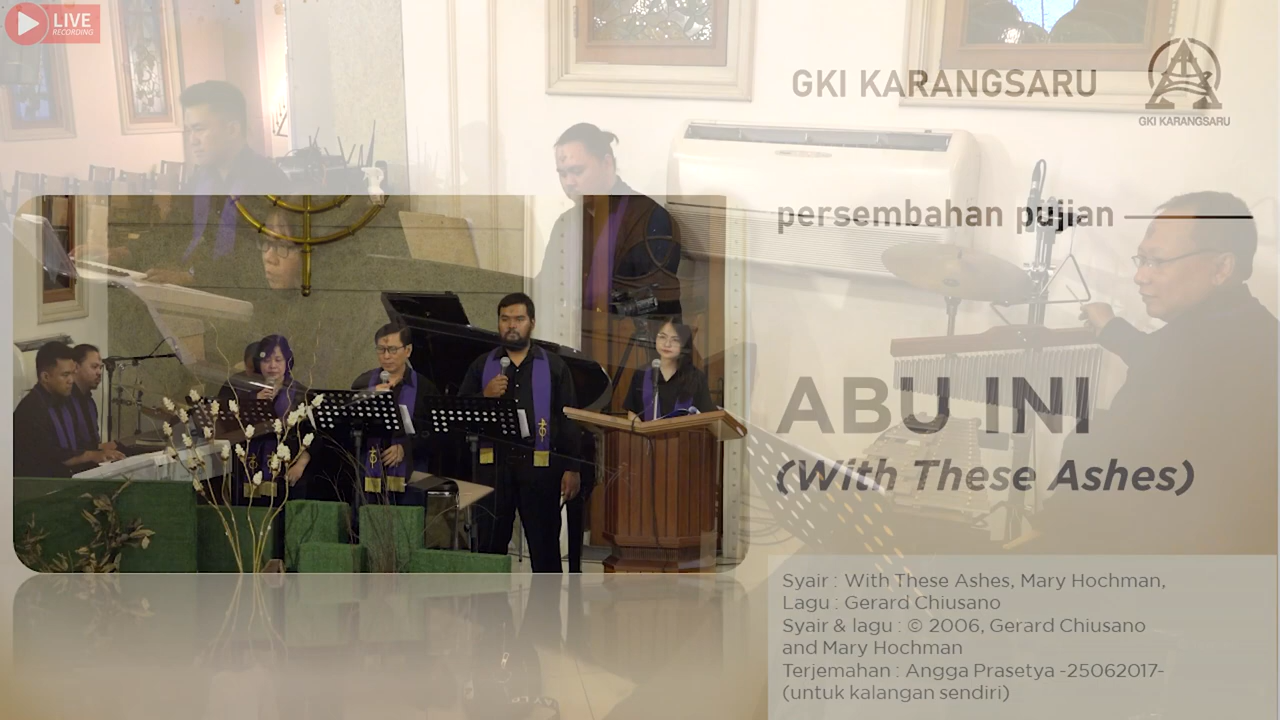 LIVE
RECORDING
GKI KARANGSARU
GKI KARANGSARU
persembahan pujian
ABU INI
(With These Ashes)
Syair : With These Ashes, Mary Hochman,
Lagu : Gerard Chiusano
Syair & lagu : © 2006, Gerard Chiusano
and Mary Hochman
Terjemahan : Angga Prasetya -25062017-
(untuk kalangan sendiri)